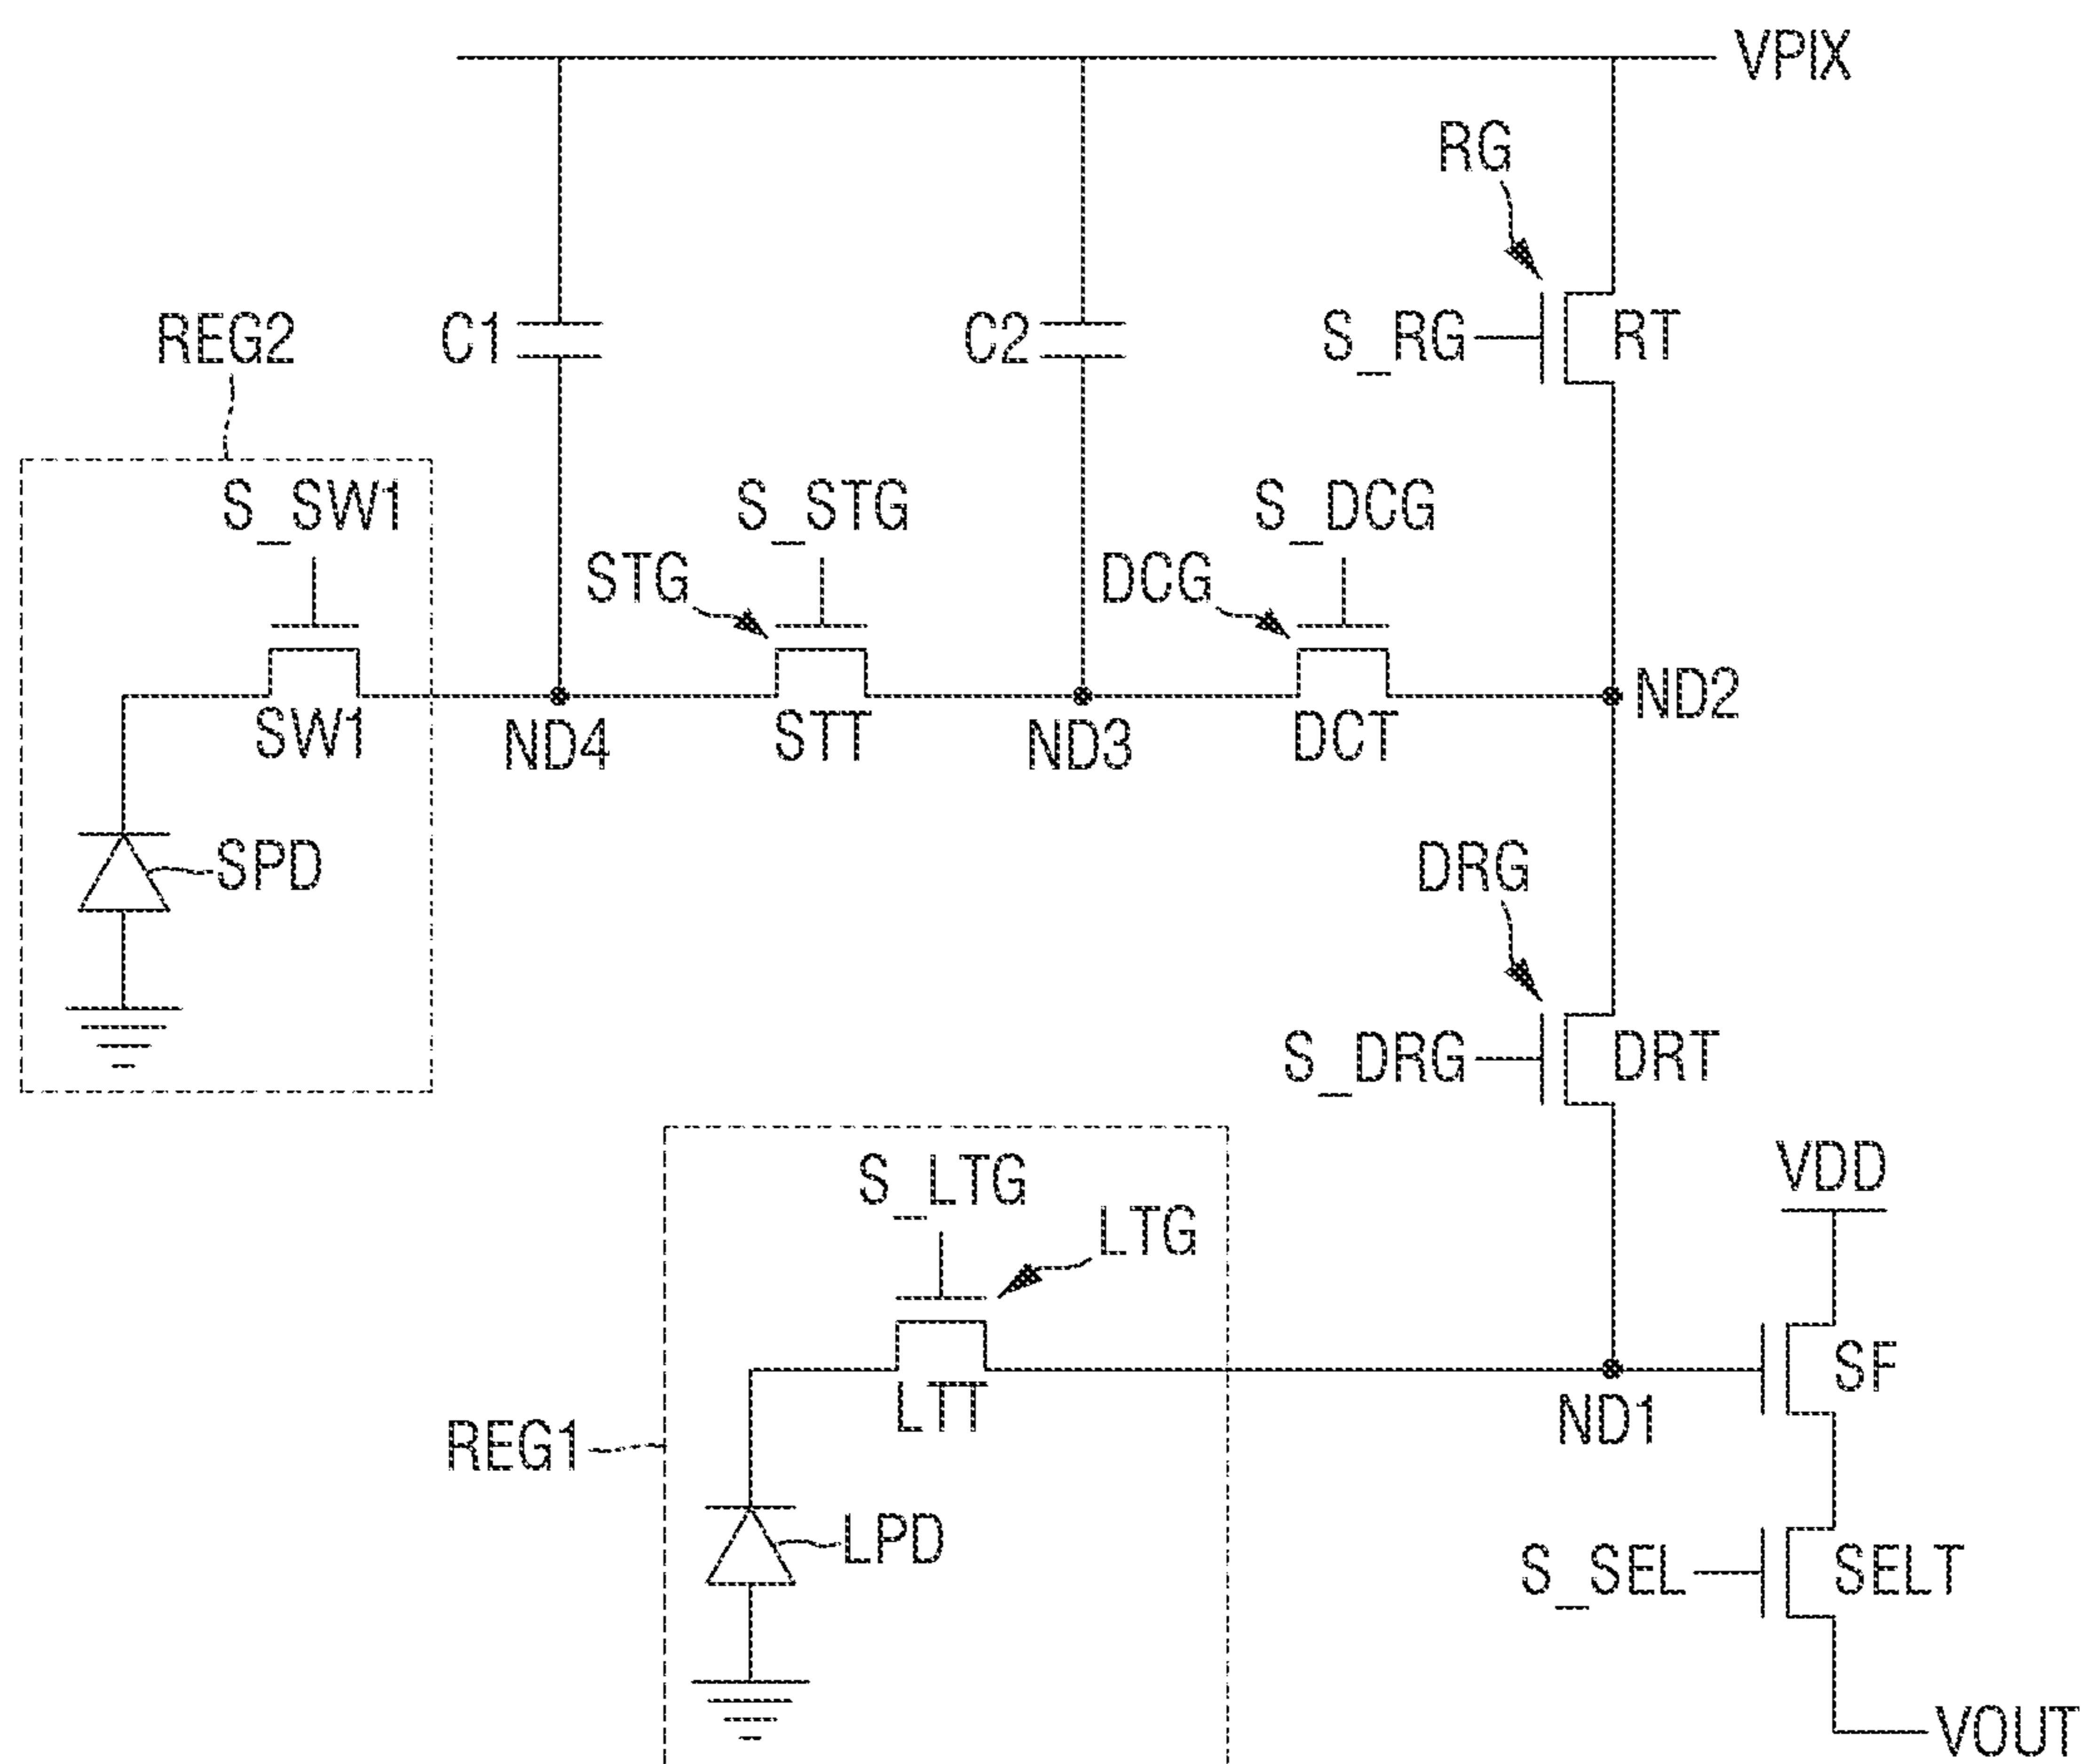 VPIX
RG
REG2
C1
C2
S_RG
RT
S_SW1
S_STG
S_DCG
STG
DCG
SW1
ND4
STT
ND3
DCT
ND2
SPD
DRG
S_DRG
DRT
S_LTG
LTG
VDD
LTT
ND1
SF
REG1
LPD
S_SEL
SELT
VOUT